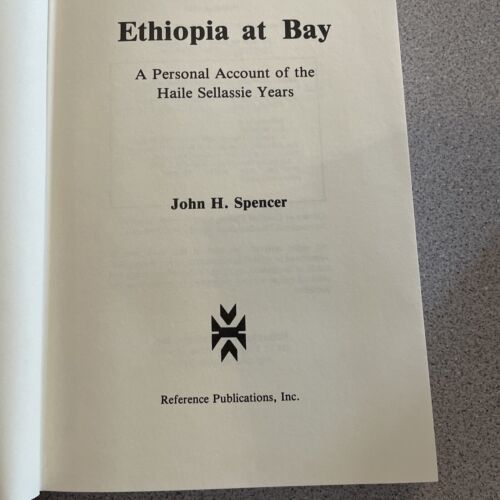 Ethiopia at Bay
A Personal Account of the
Haile Sellassie Years
John H. Spencer
Reference Publications, Inc.